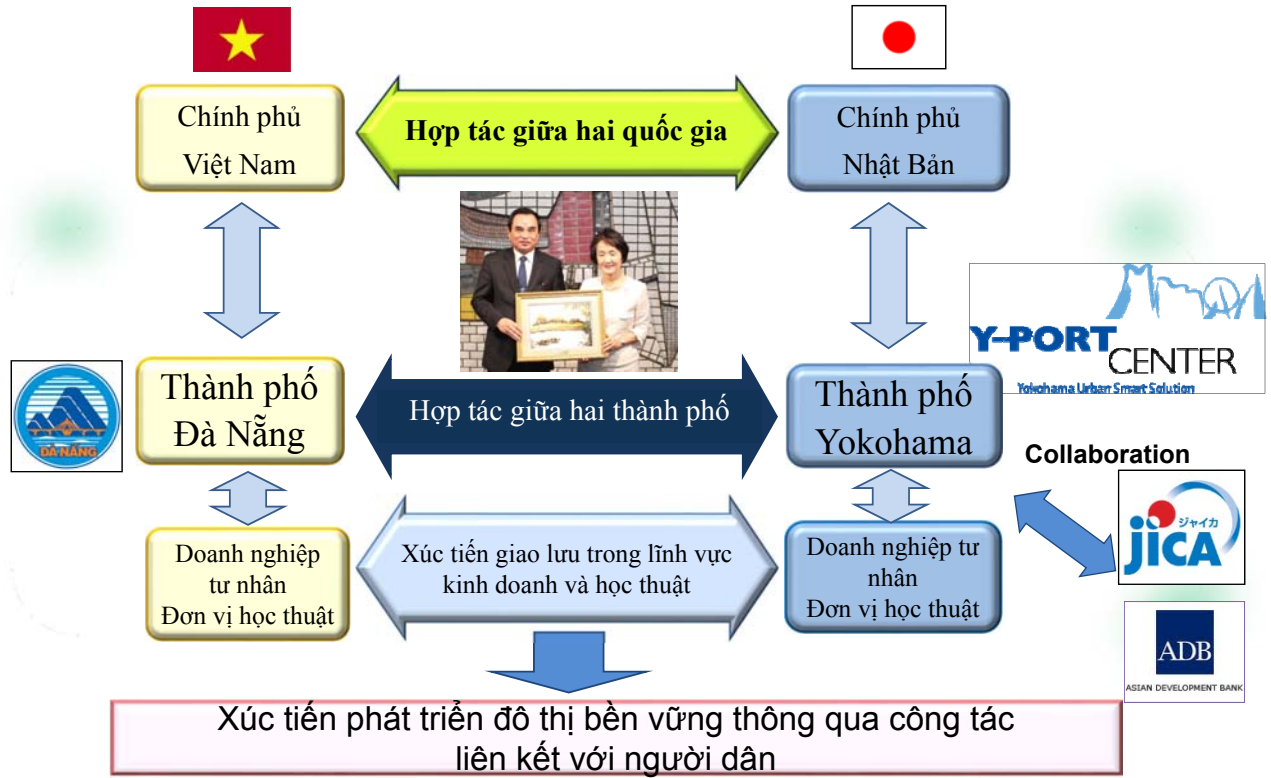 Chính phủ
Việt Nam
Hợp tác giữa hai quốc gia
Chính phủ
Nhật Bản
Y-PORT
CENTER
Yokohama Urban Smart Solution
ĐÀ NẴNG
Thành phố
Đà Nẵng
Hợp tác giữa hai thành phố
Thành phố
Yokohama
Collaboration
ジャイカ
JICA
Doanh nghiệp
tư nhân
Đơn vị học thuật
Xúc tiến giao lưu trong lĩnh vực
kinh doanh và học thuật
Doanh nghiệp tư
nhân
Đơn vị học thuật
ADB
ASIAN DEVELOPMENT BANK
Xúc tiến phát triển đô thị bền vững thông qua công tác
liên kết với người dân